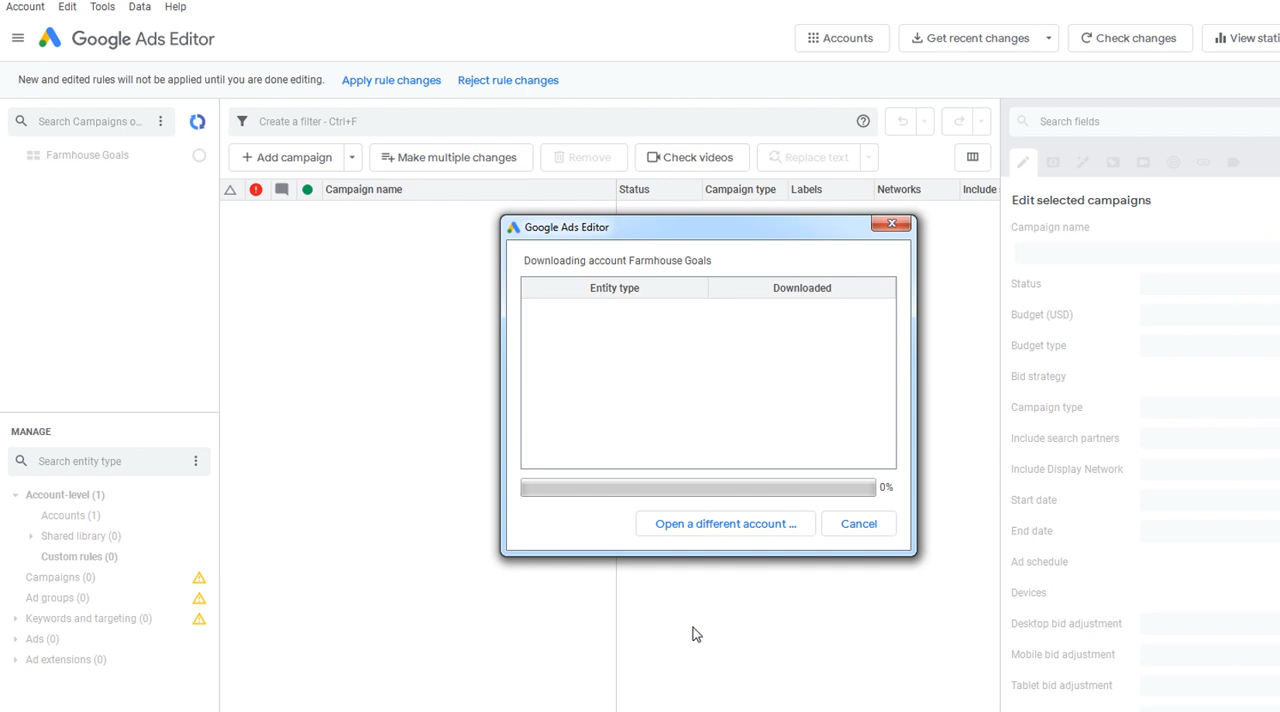 Account Edit Tools Data Help
Google Ads Editor
Accounts
Get recent changes
Check changes
New and edited rules will not be applied until you are done editing. Apply rule changes Reject rule changes
Search Campaigns o...
Create a filter - Ctrl+F
Search fields
Farmhouse Goals
Add campaign
Make multiple changes
Remove
Check videos
Replace text
Campaign name Status Campaign type Labels Networks Include
Edit selected campaigns
Campaign name
Status
Budget (USD)
Budget type
Bid strategy
Campaign type
Include search partners
Include Display Network
Start date
End date
Ad schedule
Devices
Desktop bid adjustment
Mobile bid adjustment
Tablet bid adjustment
Google Ads Editor
Downloading account Farmhouse Goals
Entity type Downloaded
0%
Open a different account ... Cancel
MANAGE
Search entity type
Account-level (1)
Accounts (1)
Shared library (0)
Custom rules (0)
Campaigns (0)
Ad groups (0)
Keywords and targeting (0)
Ads (0)
Ad extensions (0)